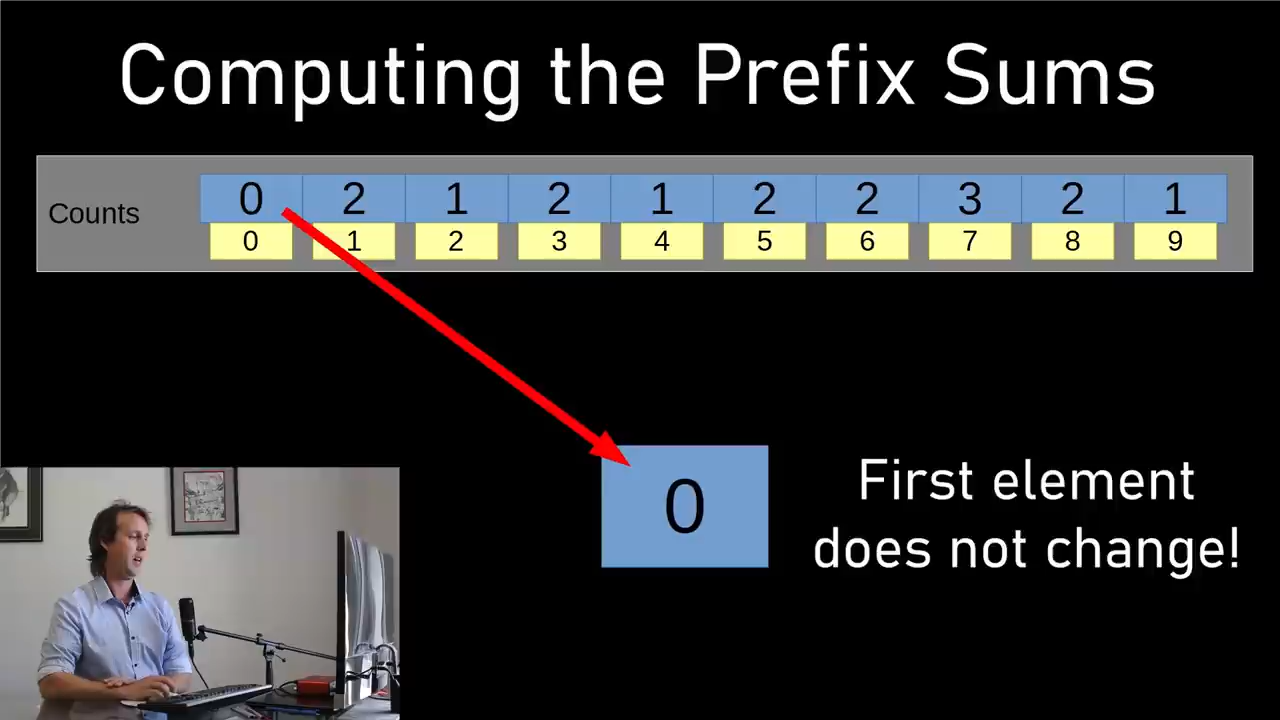 Computing the Prefix Sums
Counts
0 2 1 2 1 2 2 3 2 1
0 1 2 3 4 5 6 7 8 9
0
First element
does not change!